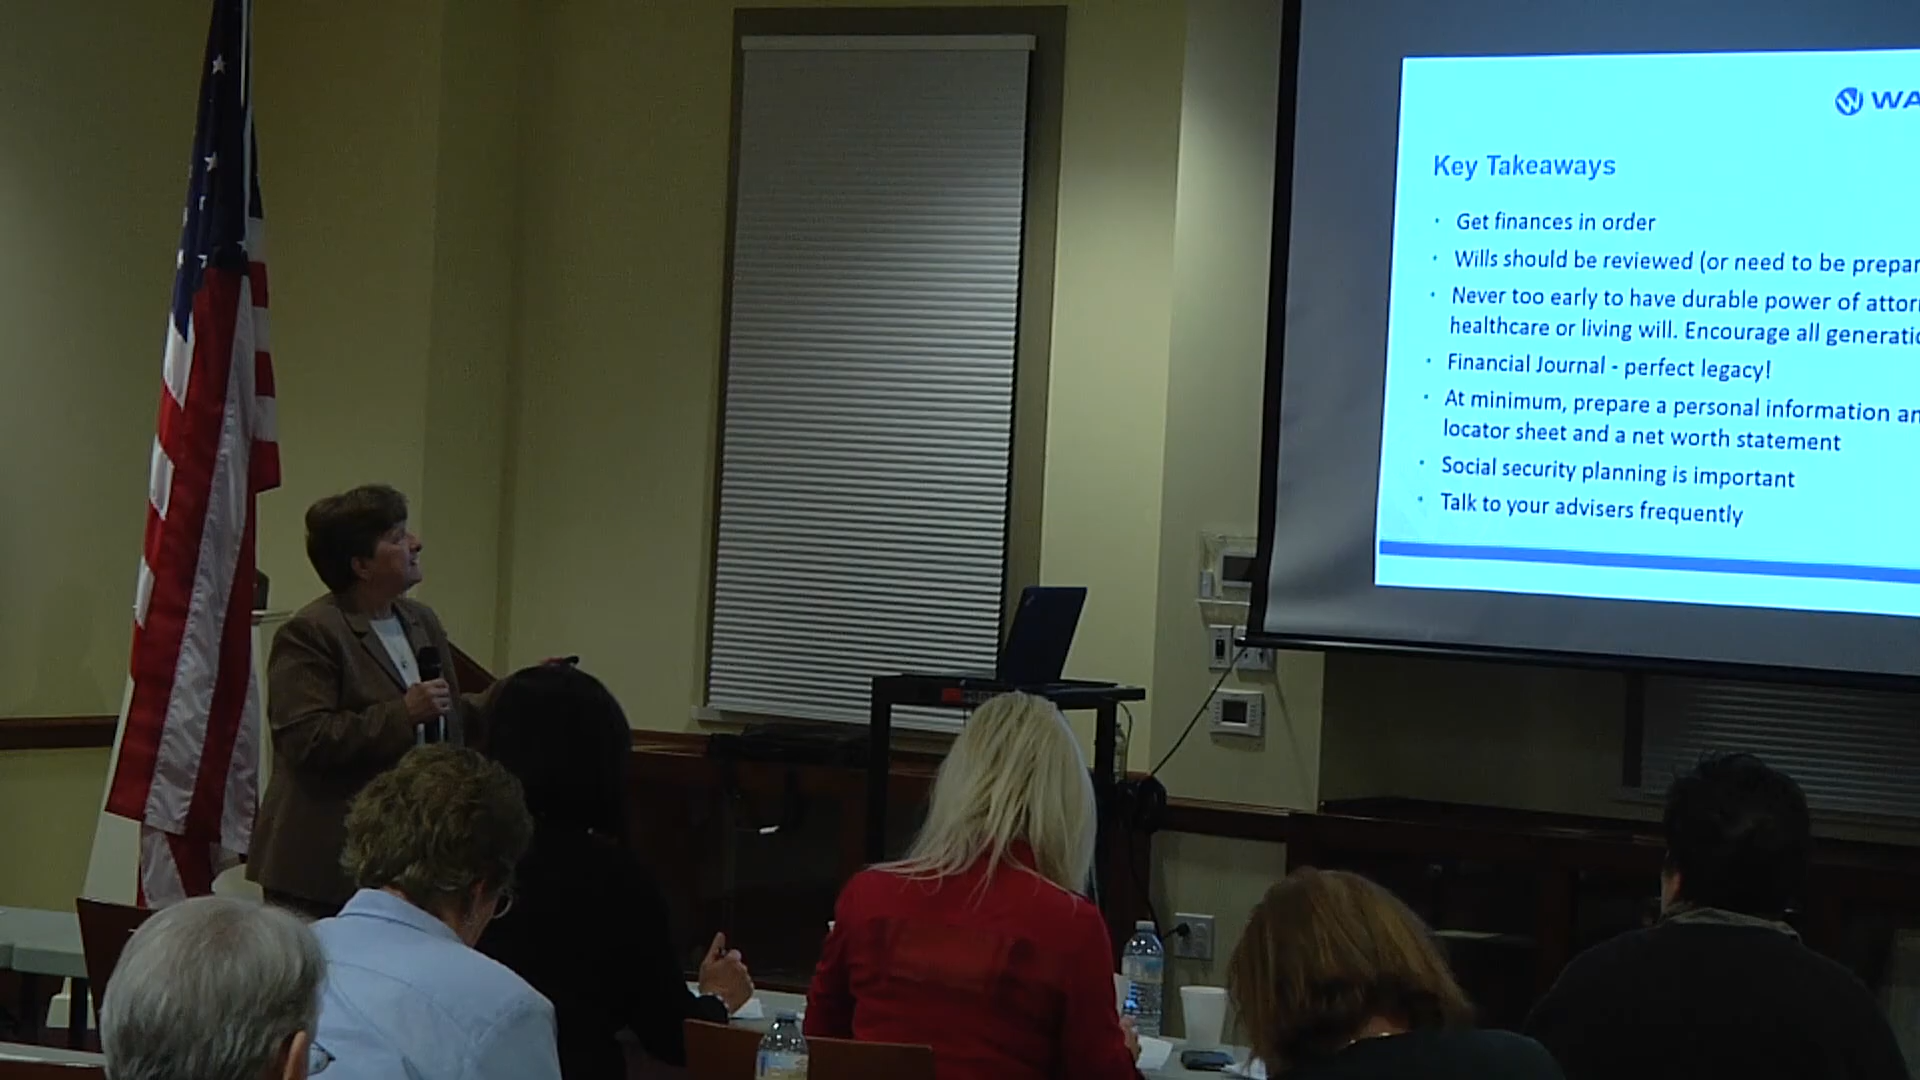 WA
Key Takeaways
Get finances in order
Wills should be reviewed (or need to be prepar
Never too early to have durable power of attor
healthcare or living will. Encourage all generatio
Financial Journal - perfect legacy!
At minimum, prepare a personal information an
locator sheet and a net worth statement
Social security planning is important
Talk to your advisers frequently